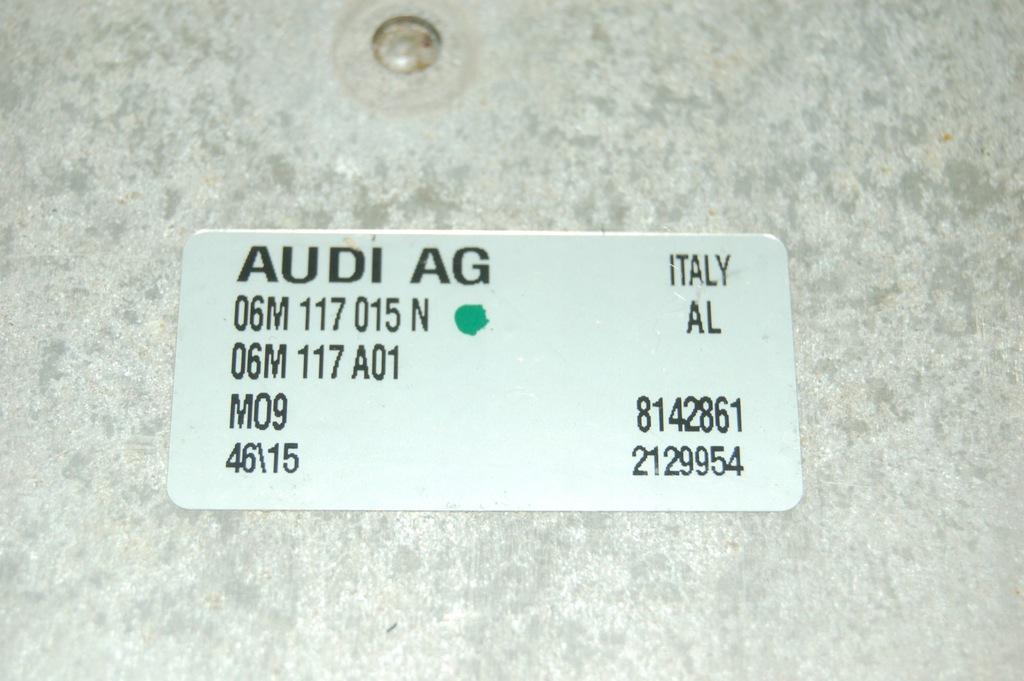 AUDI AG ITALY
06M 117 015 N AL
06M 117 A01
M09 8142861
46\15 2129954